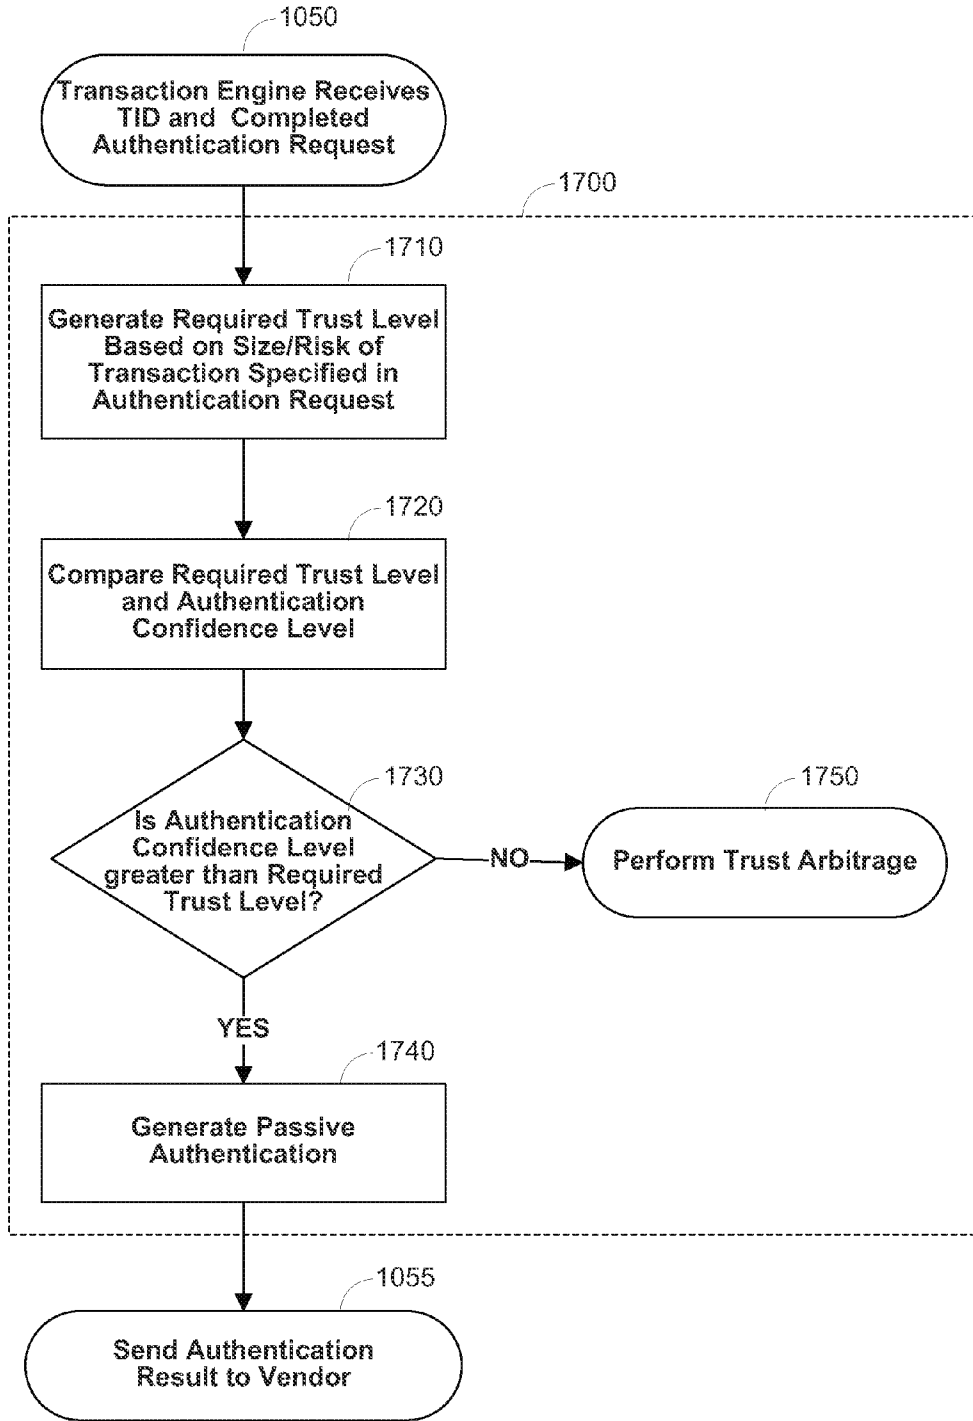 1050
Transaction Engine Receives
TID and Completed
Authentication Request
1700
1710
Generate Required Trust Level
Based on Size/Risk of
Transaction Specified in
Authentication Request
1720
Compare Required Trust Level
and Authentication
Confidence Level
1730
Is Authentication
Confidence Level
greater than Required
Trust Level?
NO
1750
Perform Trust Arbitrage
YES
1740
Generate Passive
Authentication
1055
Send Authentication
Result to Vendor